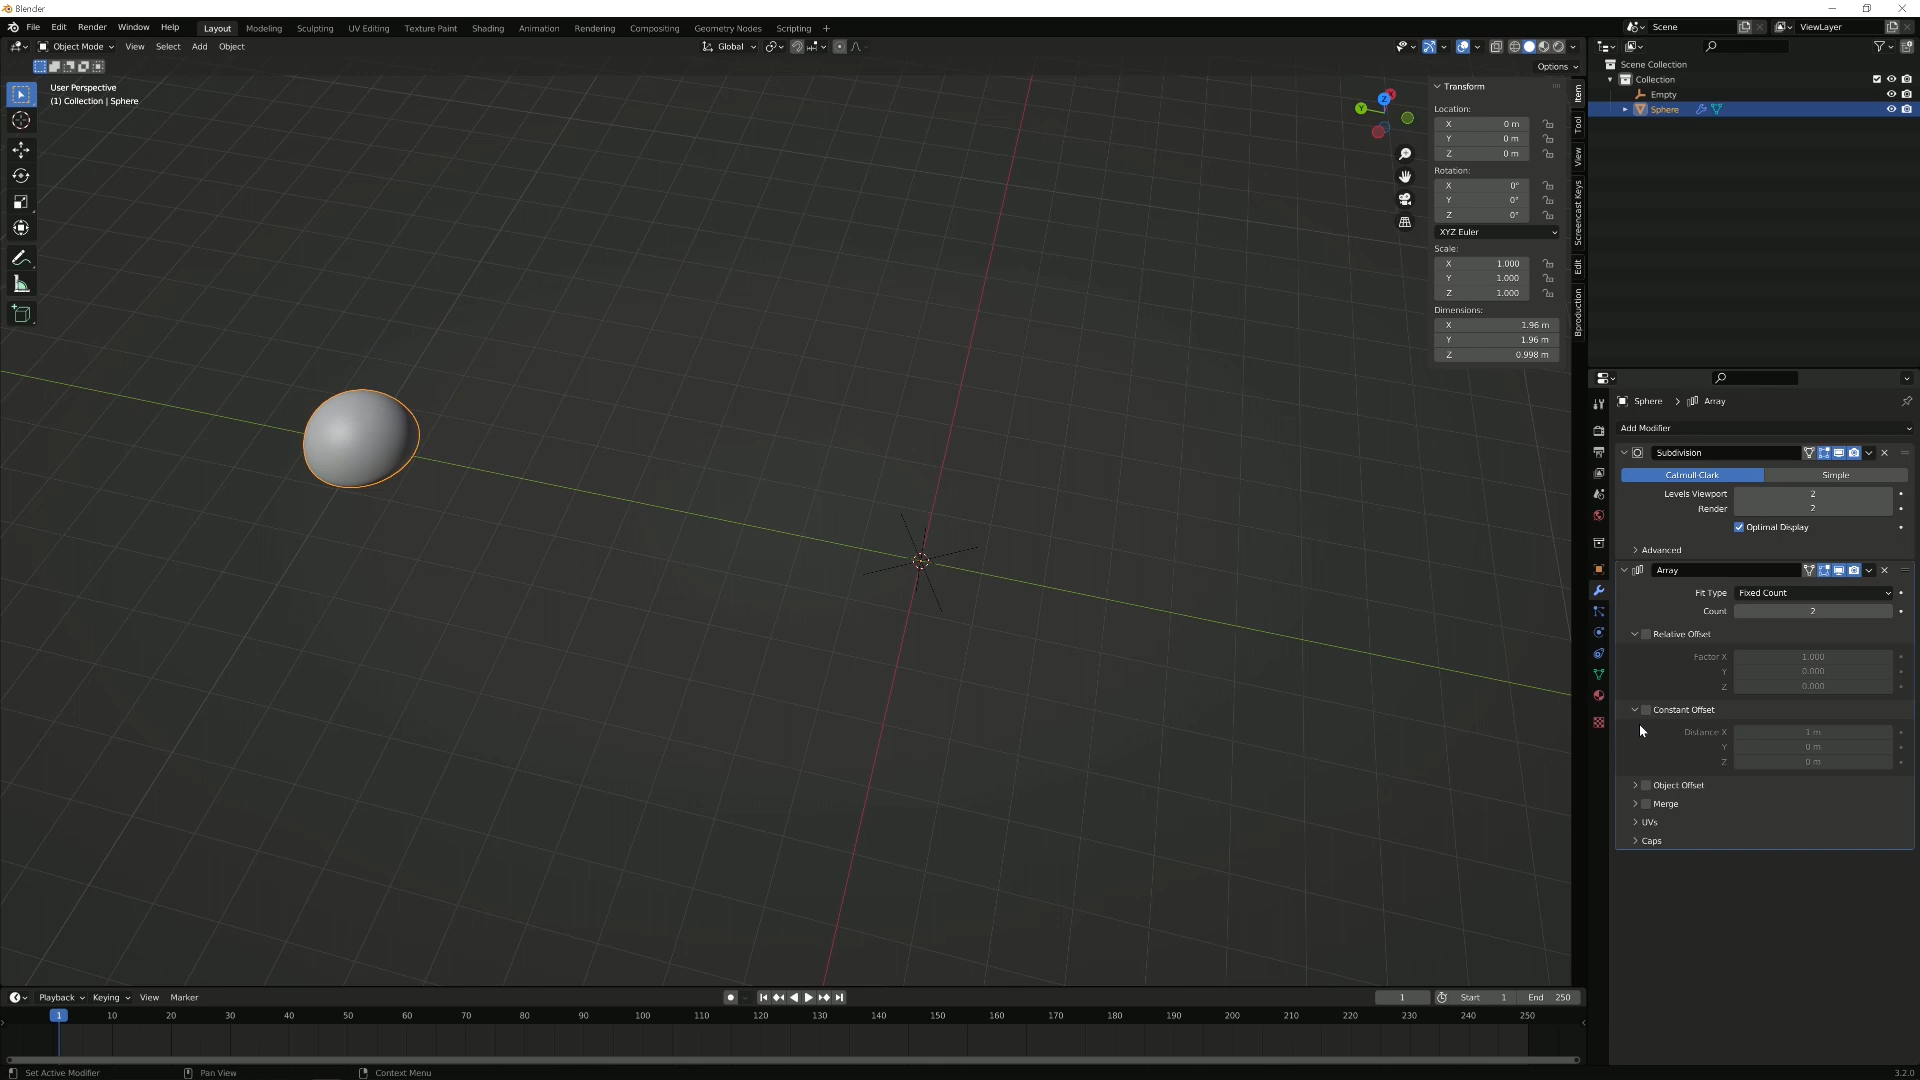 Blender
File Edit Render Window Help Layout Modeling Sculpting UV Editing Texture Paint Shading Animation Rendering Compositing Geometry Nodes Scripting + Scene ViewLayer
Object Mode View Select Add Object Global
Options
User Perspective
(1) Collection | Sphere
Z
Y
Transform
Location:
X 0 m
Y 0 m
Z 0 m
Rotation:
X 0°
Y 0°
Z 0°
XYZ Euler
Scale:
X 1.000
Y 1.000
Z 1.000
Dimensions:
X 1.96 m
Y 1.96 m
Z 0.998 m
Item
Tool
View
Screencast Keys
Edit
Bproduction
Scene Collection
Collection
Empty
Sphere
Sphere > Array
Add Modifier
Subdivision
Catmull-Clark Simple
Levels Viewport 2
Render 2
Optimal Display
Advanced
Array
Fit Type Fixed Count
Count 2
Relative Offset
Factor X 1.000
Y 0.000
Z 0.000
Constant Offset
Distance X 1 m
Y 0 m
Z 0 m
Object Offset
Merge
UVs
Caps
Playback Keying View Marker 1 Start 1 End 250
1 10 20 30 40 50 60 70 80 90 100 110 120 130 140 150 160 170 180 190 200 210 220 230 240 250
Set Active Modifier Pan View Context Menu 3.2.0